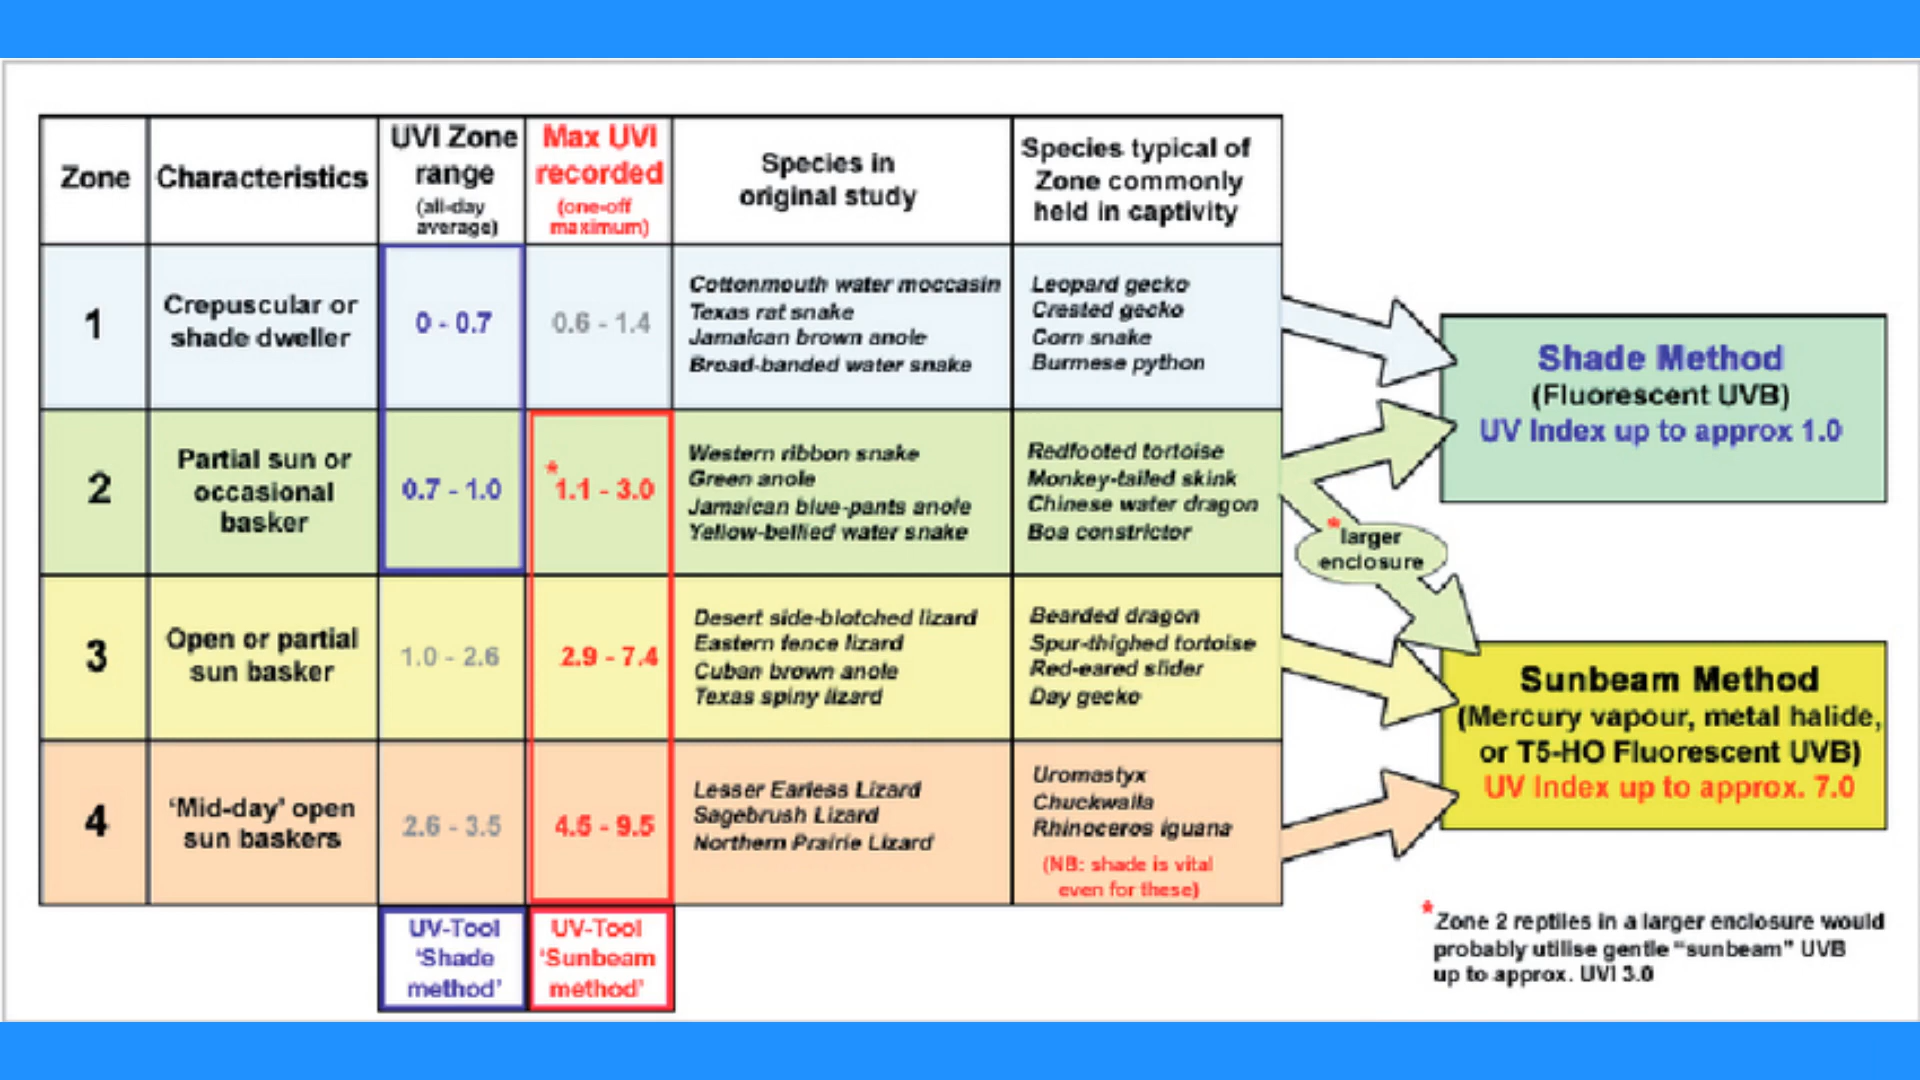 Zone
Characteristics
UVI Zone
range
(all-day
average)
Max UVI
recorded
(one-off
maximum)
Species in
original study
Species typical of
Zone commonly
held in captivity
1
Crepuscular or
shade dweller
0 - 0.7
0.6 - 1.4
Cottonmouth water moccasin
Texas rat snake
Jamaican brown anole
Broad-banded water snake
Leopard gecko
Crested gecko
Corn snake
Burmese python
2
Partial sun or
occasional
basker
0.7 - 1.0
*1.1 - 3.0
Western ribbon snake
Green anole
Jamaican blue-pants anole
Yellow-bellied water snake
Redfooted tortoise
Monkey-tailed skink
Chinese water dragon
Boa constrictor
3
Open or partial
sun basker
1.0 - 2.6
2.9 - 7.4
Desert side-blotched lizard
Eastern fence lizard
Cuban brown anole
Texas spiny lizard
Bearded dragon
Spur-thighed tortoise
Red-eared slider
Day gecko
4
‘Mid-day’ open
sun baskers
2.6 - 3.5
4.5 - 9.5
Lesser Earless Lizard
Sagebrush Lizard
Northern Prairie Lizard
Uromastyx
Chuckwalla
Rhinoceros iguana
(NB: shade is vital
even for these)
UV-Tool
‘Shade
method’
UV-Tool
‘Sunbeam
method’
Shade Method
(Fluorescent UVB)
UV Index up to approx 1.0
*larger
enclosure
Sunbeam Method
(Mercury vapour, metal halide,
or T5-HO Fluorescent UVB)
UV Index up to approx. 7.0
*Zone 2 reptiles in a larger enclosure would
probably utilise gentle “sunbeam” UVB
up to approx. UVI 3.0